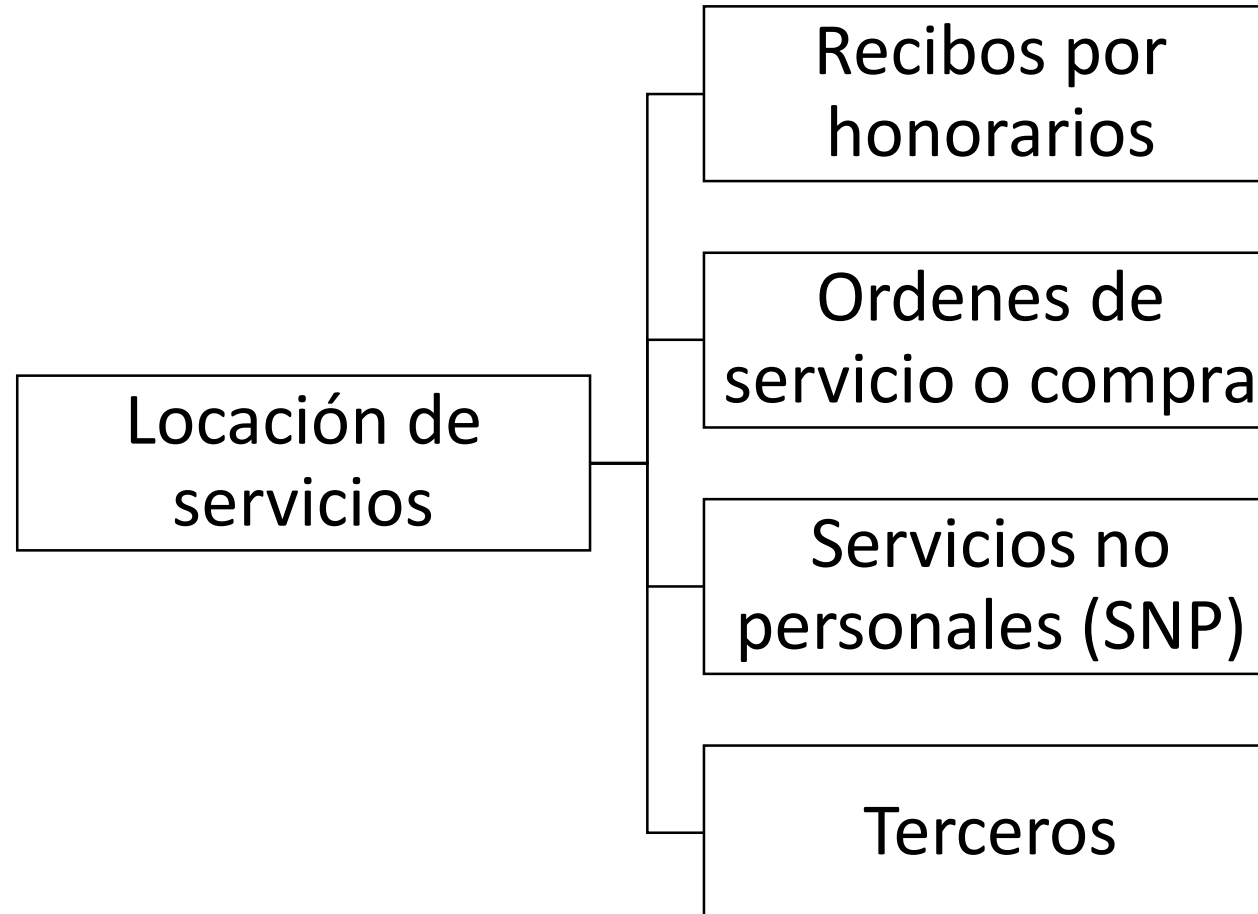 Recibos por
honorarios
Ordenes de
servicio o compra
Locación de
servicios
Servicios no
personales (SNP)
Terceros